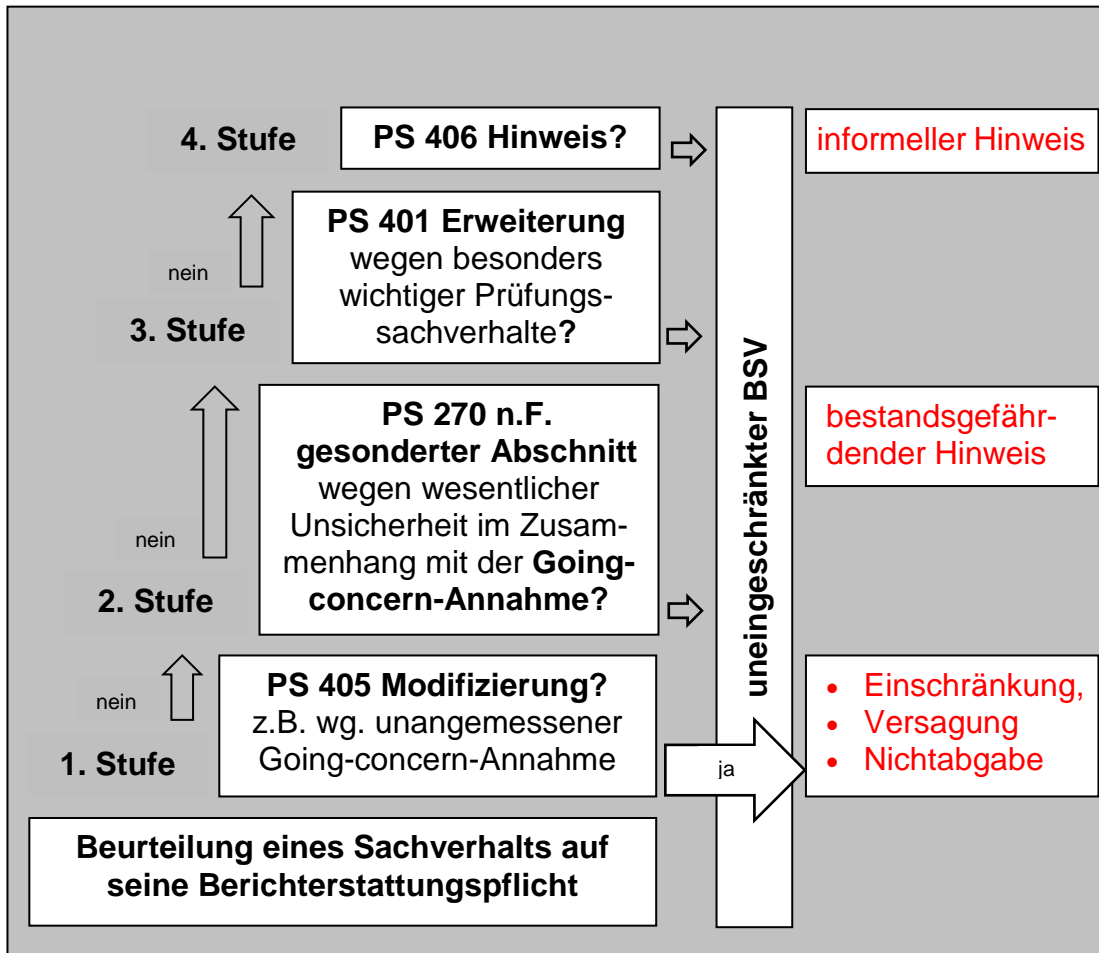 4. Stufe
PS 406 Hinweis?
informeller Hinweis
nein
PS 401 Erweiterung
wegen besonders
wichtiger Prüfungs-
sachverhalte?
3. Stufe
nein
PS 270 n.F.
gesonderter Abschnitt
wegen wesentlicher
Unsicherheit im Zusam-
menhang mit der Going-
concern-Annahme?
bestandsgefähr-
dender Hinweis
2. Stufe
nein
PS 405 Modifizierung?
z.B. wg. unangemessener
Going-concern-Annahme
1. Stufe
ja
uneingeschränkter BSV
• Einschränkung,
• Versagung
• Nichtabgabe
Beurteilung eines Sachverhalts auf
seine Berichterstattungspflicht